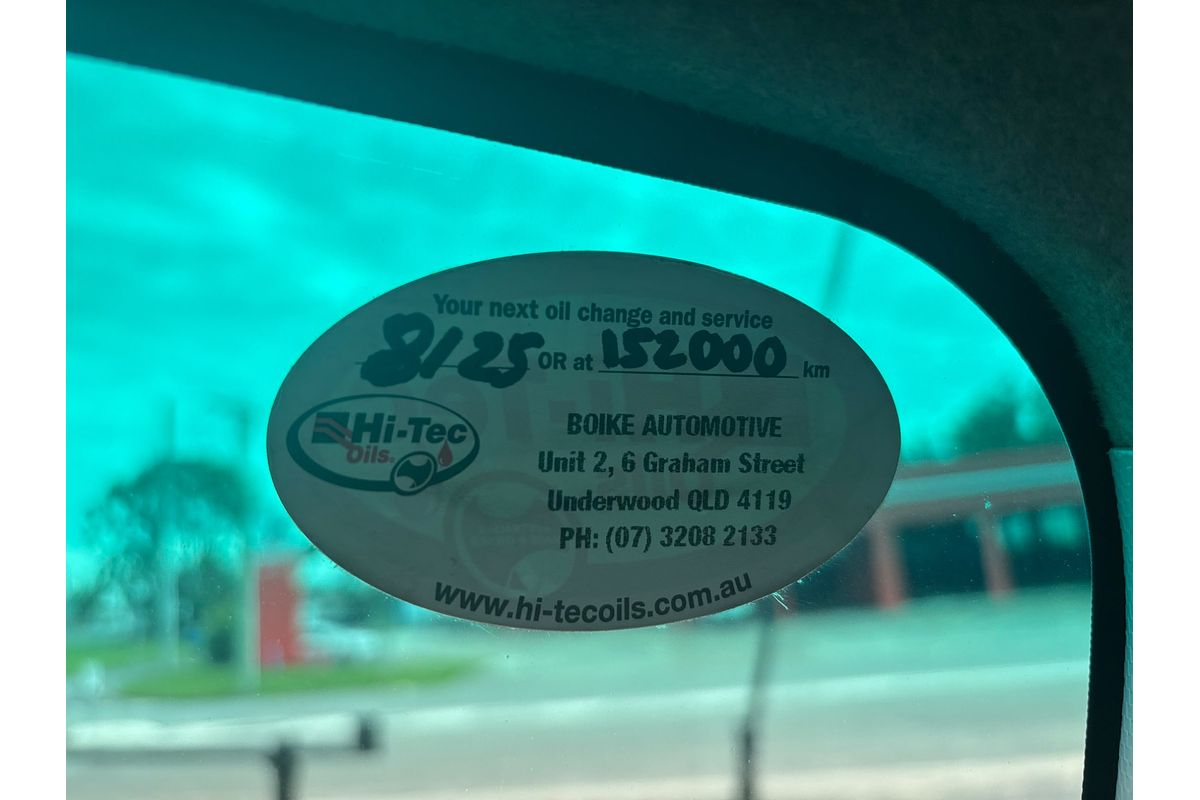 Your next oil change and service
8/25 OR at 152000 km
Hi-Tec
Oils.
BOIKE AUTOMOTIVE
Unit 2, 6 Graham Street
Underwood QLD 4119
PH: (07) 3208 2133
www.hi-tecoils.com.au